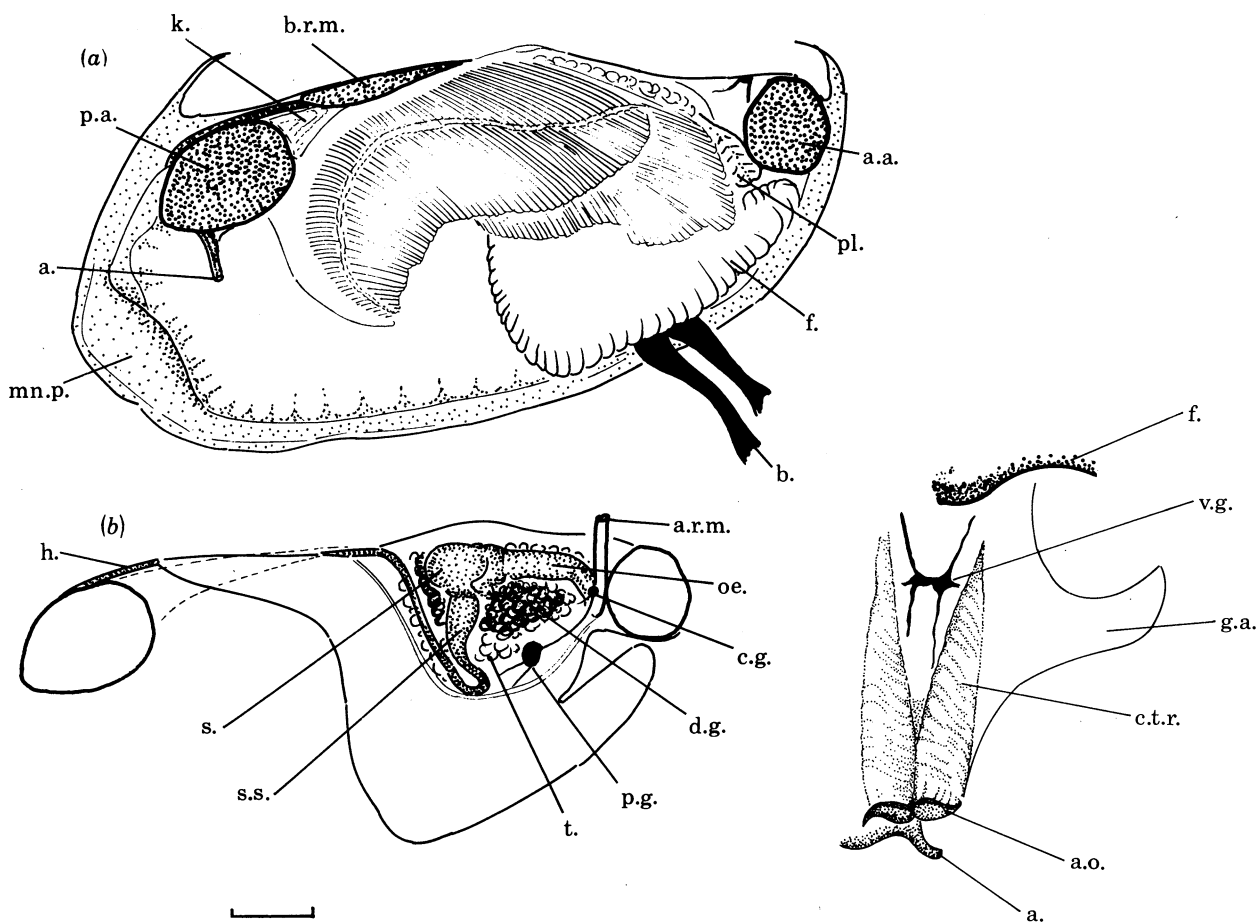 (a)
k.
b.r.m.
p.a.
a.a.
a.
pl.
f.
mn.p.
b.
(b)
h.
a.r.m.
oe.
c.g.
s.
d.g.
s.s.
p.g.
t.
f.
v.g.
g.a.
c.t.r.
a.o.
a.